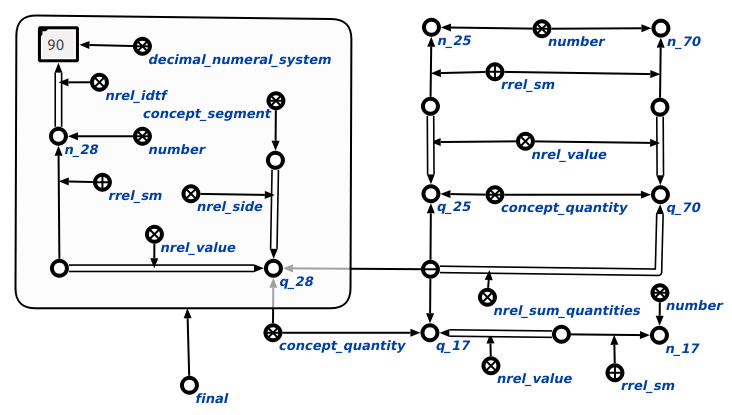 90
decimal_numeral_system
nrel_idtf
concept_segment
n_28
number
rrel_sm
nrel_side
nrel_value
q_28
concept_quantity
final
n_25
number
n_70
rrel_sm
nrel_value
q_25
concept_quantity
q_70
nrel_sum_quantities
number
q_17
n_17
nrel_value
rrel_sm